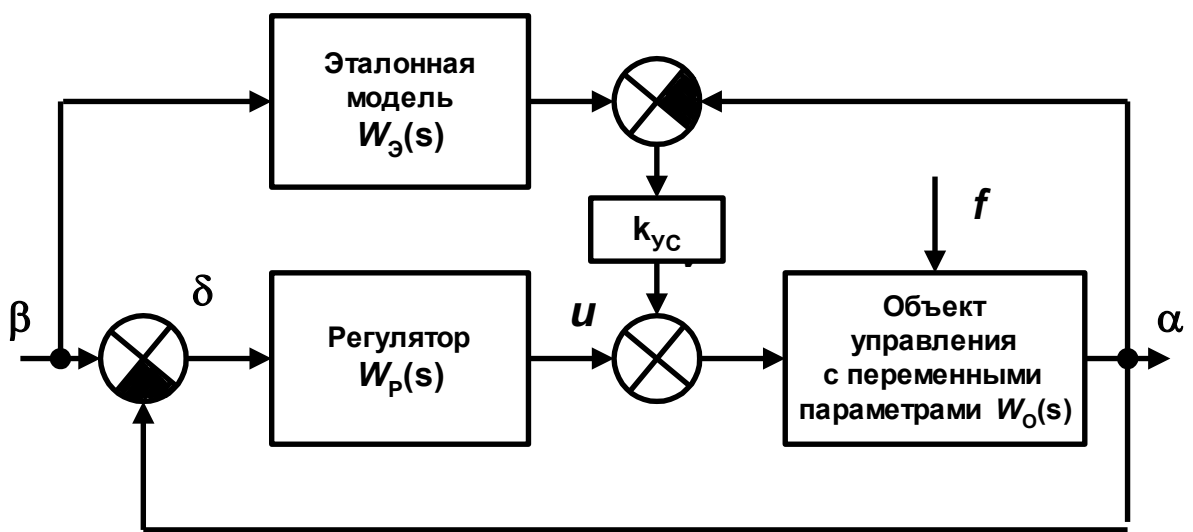 Эталонная
модель
WЭ(s)
kУС
f
β
δ
Регулятор
WР(s)
u
Объект
управления
с переменными
параметрами WО(s)
α